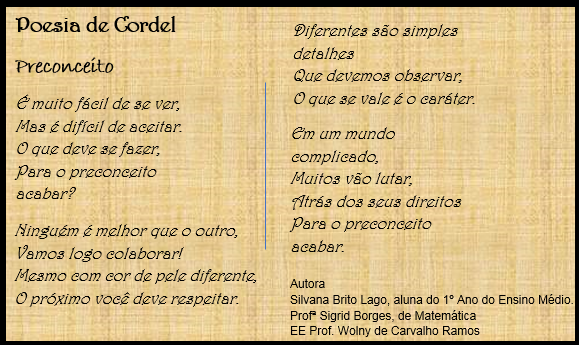 Poesia de Cordel
Preconceito
É muito fácil de se ver,
Mas é difícil de aceitar.
O que deve se fazer,
Para o preconceito
acabar?
Ninguém é melhor que o outro,
Vamos logo colaborar!
Mesmo com cor de pele diferente,
O próximo você deve respeitar.
Diferentes são simples
detalhes
Que devemos observar,
O que se vale é o caráter.
Em um mundo
complicado,
Muitos vão lutar,
Atrás dos seus direitos
Para o preconceito
acabar.
Autora
Silvana Brito Lago, aluna do 1º Ano do Ensino Médio.
Profª Sigrid Borges, de Matemática
EE Prof. Wolny de Carvalho Ramos